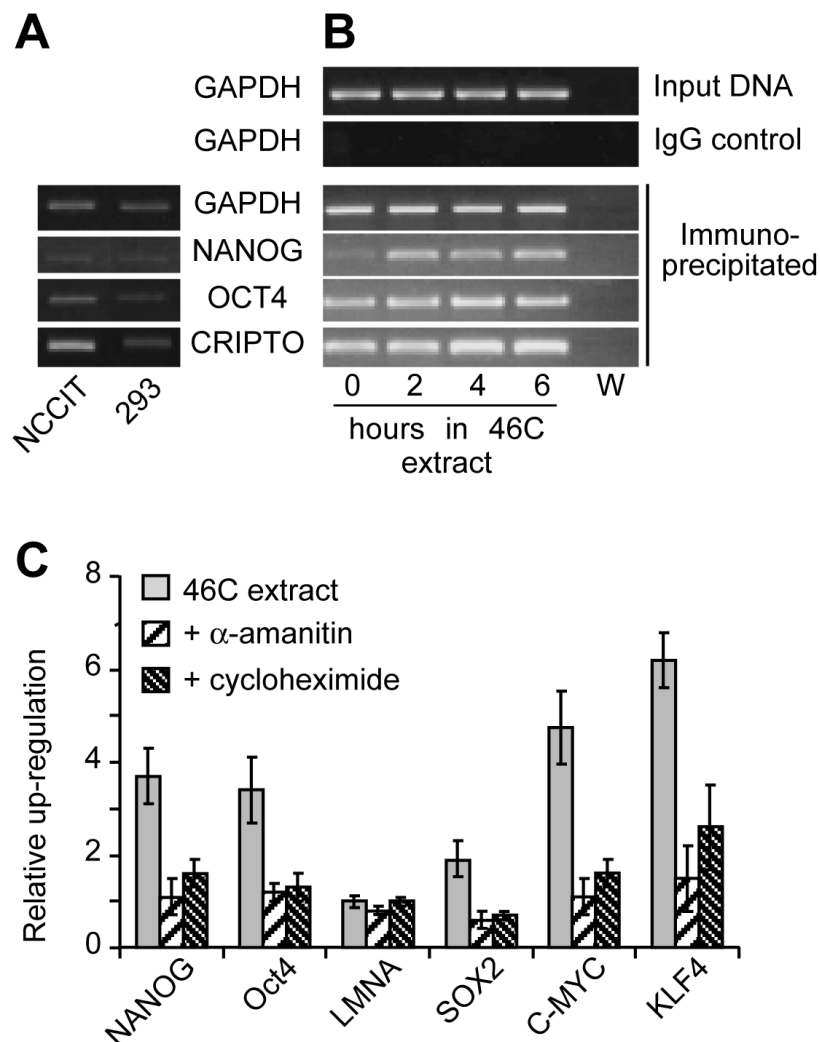 A
B
GAPDH
Input DNA
GAPDH
IgG control
GAPDH
NANOG
OCT4
CRIPTO
Immuno-
precipitated
NCCIT
293
0 2 4 6 W
hours in 46C
extract
C
8
6
4
2
0
Relative up-regulation
46C extract
+ α-amanitin
+ cycloheximide
NANOG
Oct4
LMNA
SOX2
C-MYC
KLF4